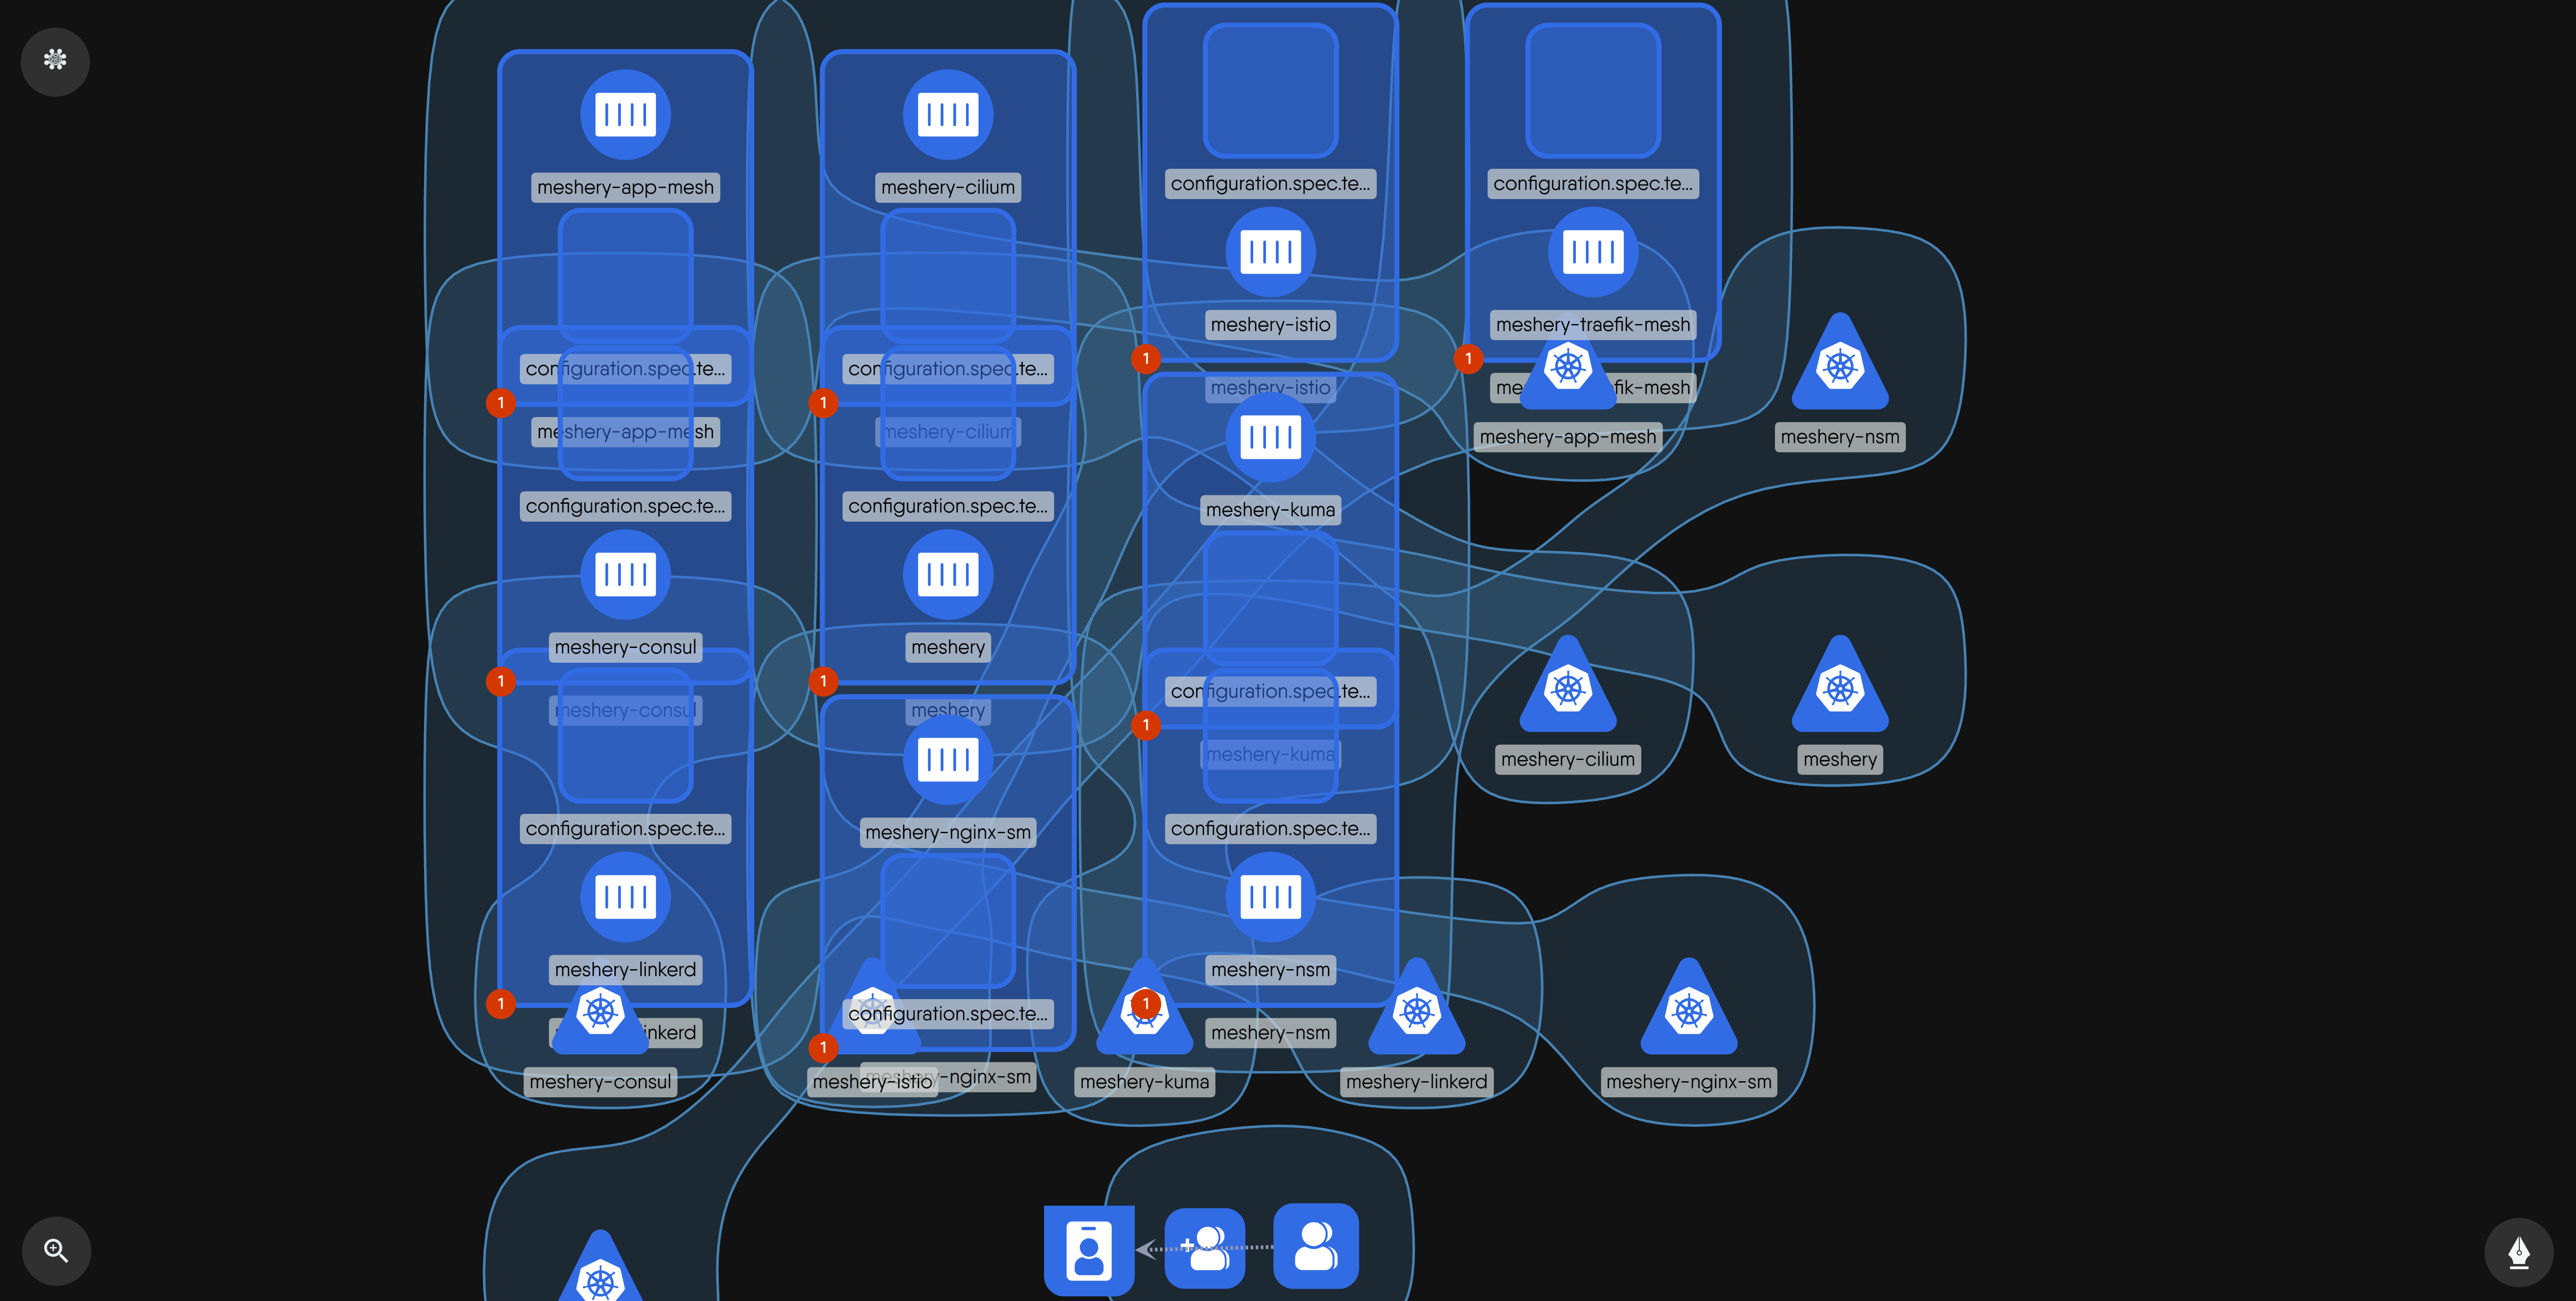 meshery-app-mesh
meshery-cilium
configuration.spec.te...
configuration.spec.te...
meshery-istio
meshery-traefik-mesh
configuration.spec.te...
configuration.spec.te...
1
1
meshery-istio
me
fik-mesh
1
1
meshery-app-mesh
meshery-cilium
meshery-app-mesh
meshery-nsm
configuration.spec.te...
configuration.spec.te...
meshery-kuma
meshery-consul
meshery
1
1
configuration.spec.te...
meshery-consul
meshery
1
meshery-kuma
meshery-cilium
meshery
configuration.spec.te...
meshery-nginx-sm
configuration.spec.te...
meshery-linkerd
meshery-nsm
1
1
configuration.spec.te...
inkerd
meshery-nsm
1
meshery-consul
meshery-istio
-nginx-sm
meshery-kuma
meshery-linkerd
meshery-nginx-sm